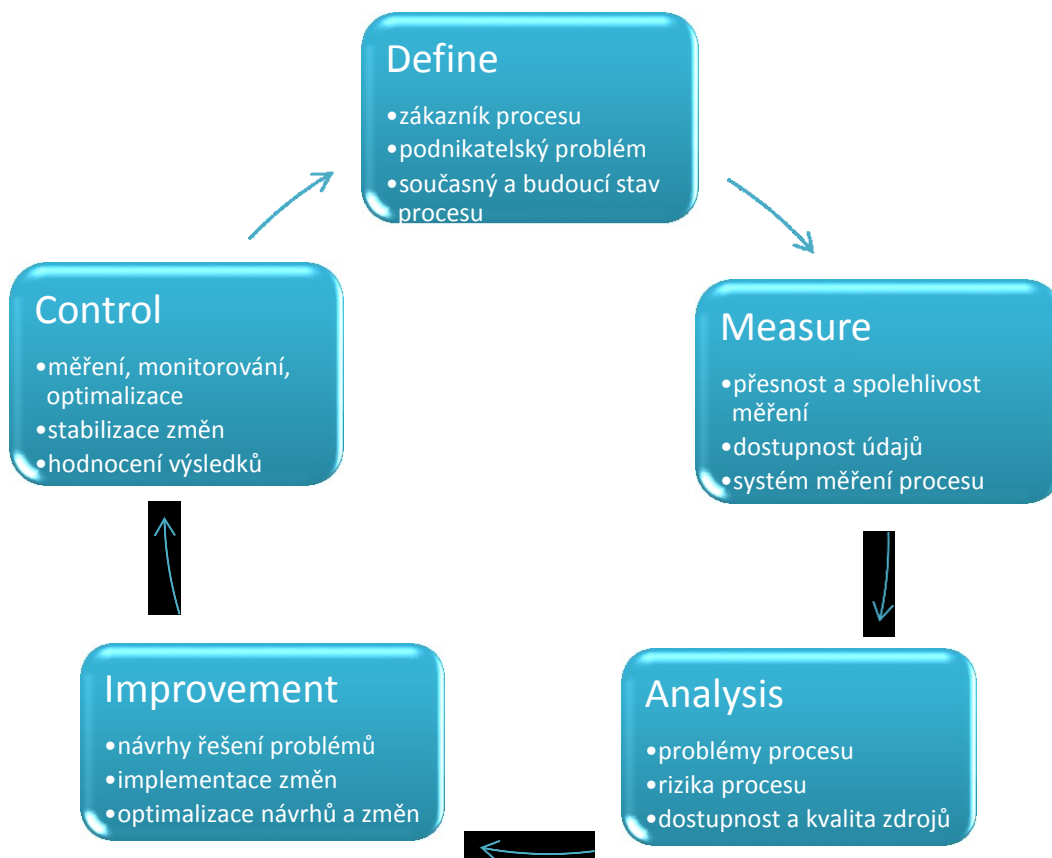 Define
•zákazník procesu
•podnikatelský problém
•současný a budoucí stav
procesu
Measure
•přesnost a spolehlivost
měření
•dostupnost údajů
•systém měření procesu
Analysis
•problémy procesu
•rizika procesu
•dostupnost a kvalita zdrojů
Improvement
•návrhy řešení problémů
•implementace změn
•optimalizace návrhů a změn
Control
•měření, monitorování,
optimalizace
•stabilizace změn
•hodnocení výsledků